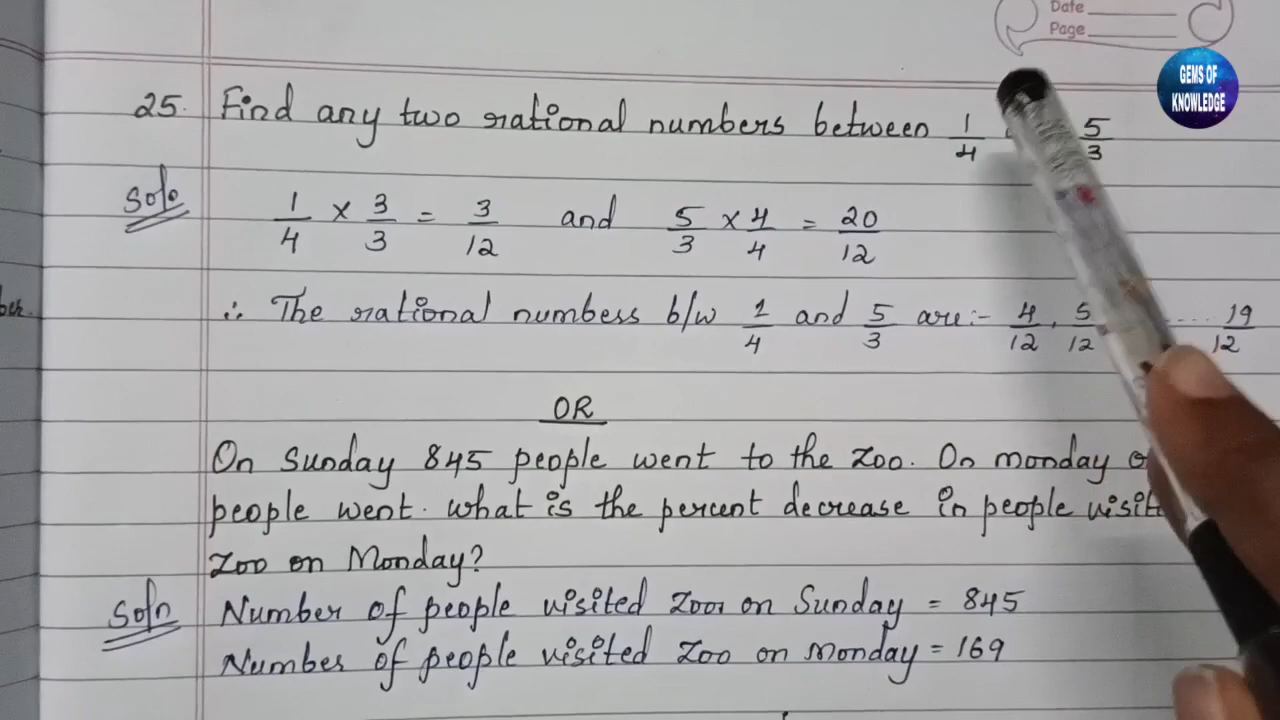 Date
Page
GEMS OF
KNOWLEDGE
25. Find any two rational numbers between 1/4 5/3
Soln
1/4 × 3/3 = 3/12 and 5/3 × 4/4 = 20/12
∴ The rational numbers b/w 1/4 and 5/3 are:- 4/12, 5/12 .... 19/12
OR
On Sunday 845 people went to the Zoo. On monday
people went. what is the percent decrease in people
Zoo on Monday?
Soln Number of people visited Zoo on Sunday = 845
Number of people visited Zoo on monday = 169